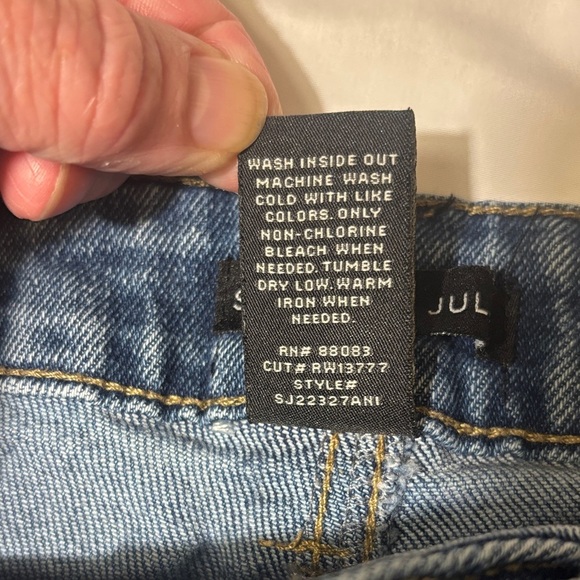 WASH INSIDE OUT
MACHINE WASH
COLD WITH LIKE
COLORS. ONLY
NON-CHLORINE
BLEACH WHEN
NEEDED. TUMBLE
DRY LOW. WARM
IRON WHEN
NEEDED.
RN# 88083
CUT# RW13777
STYLE#
SJ22327AN1
S JUL